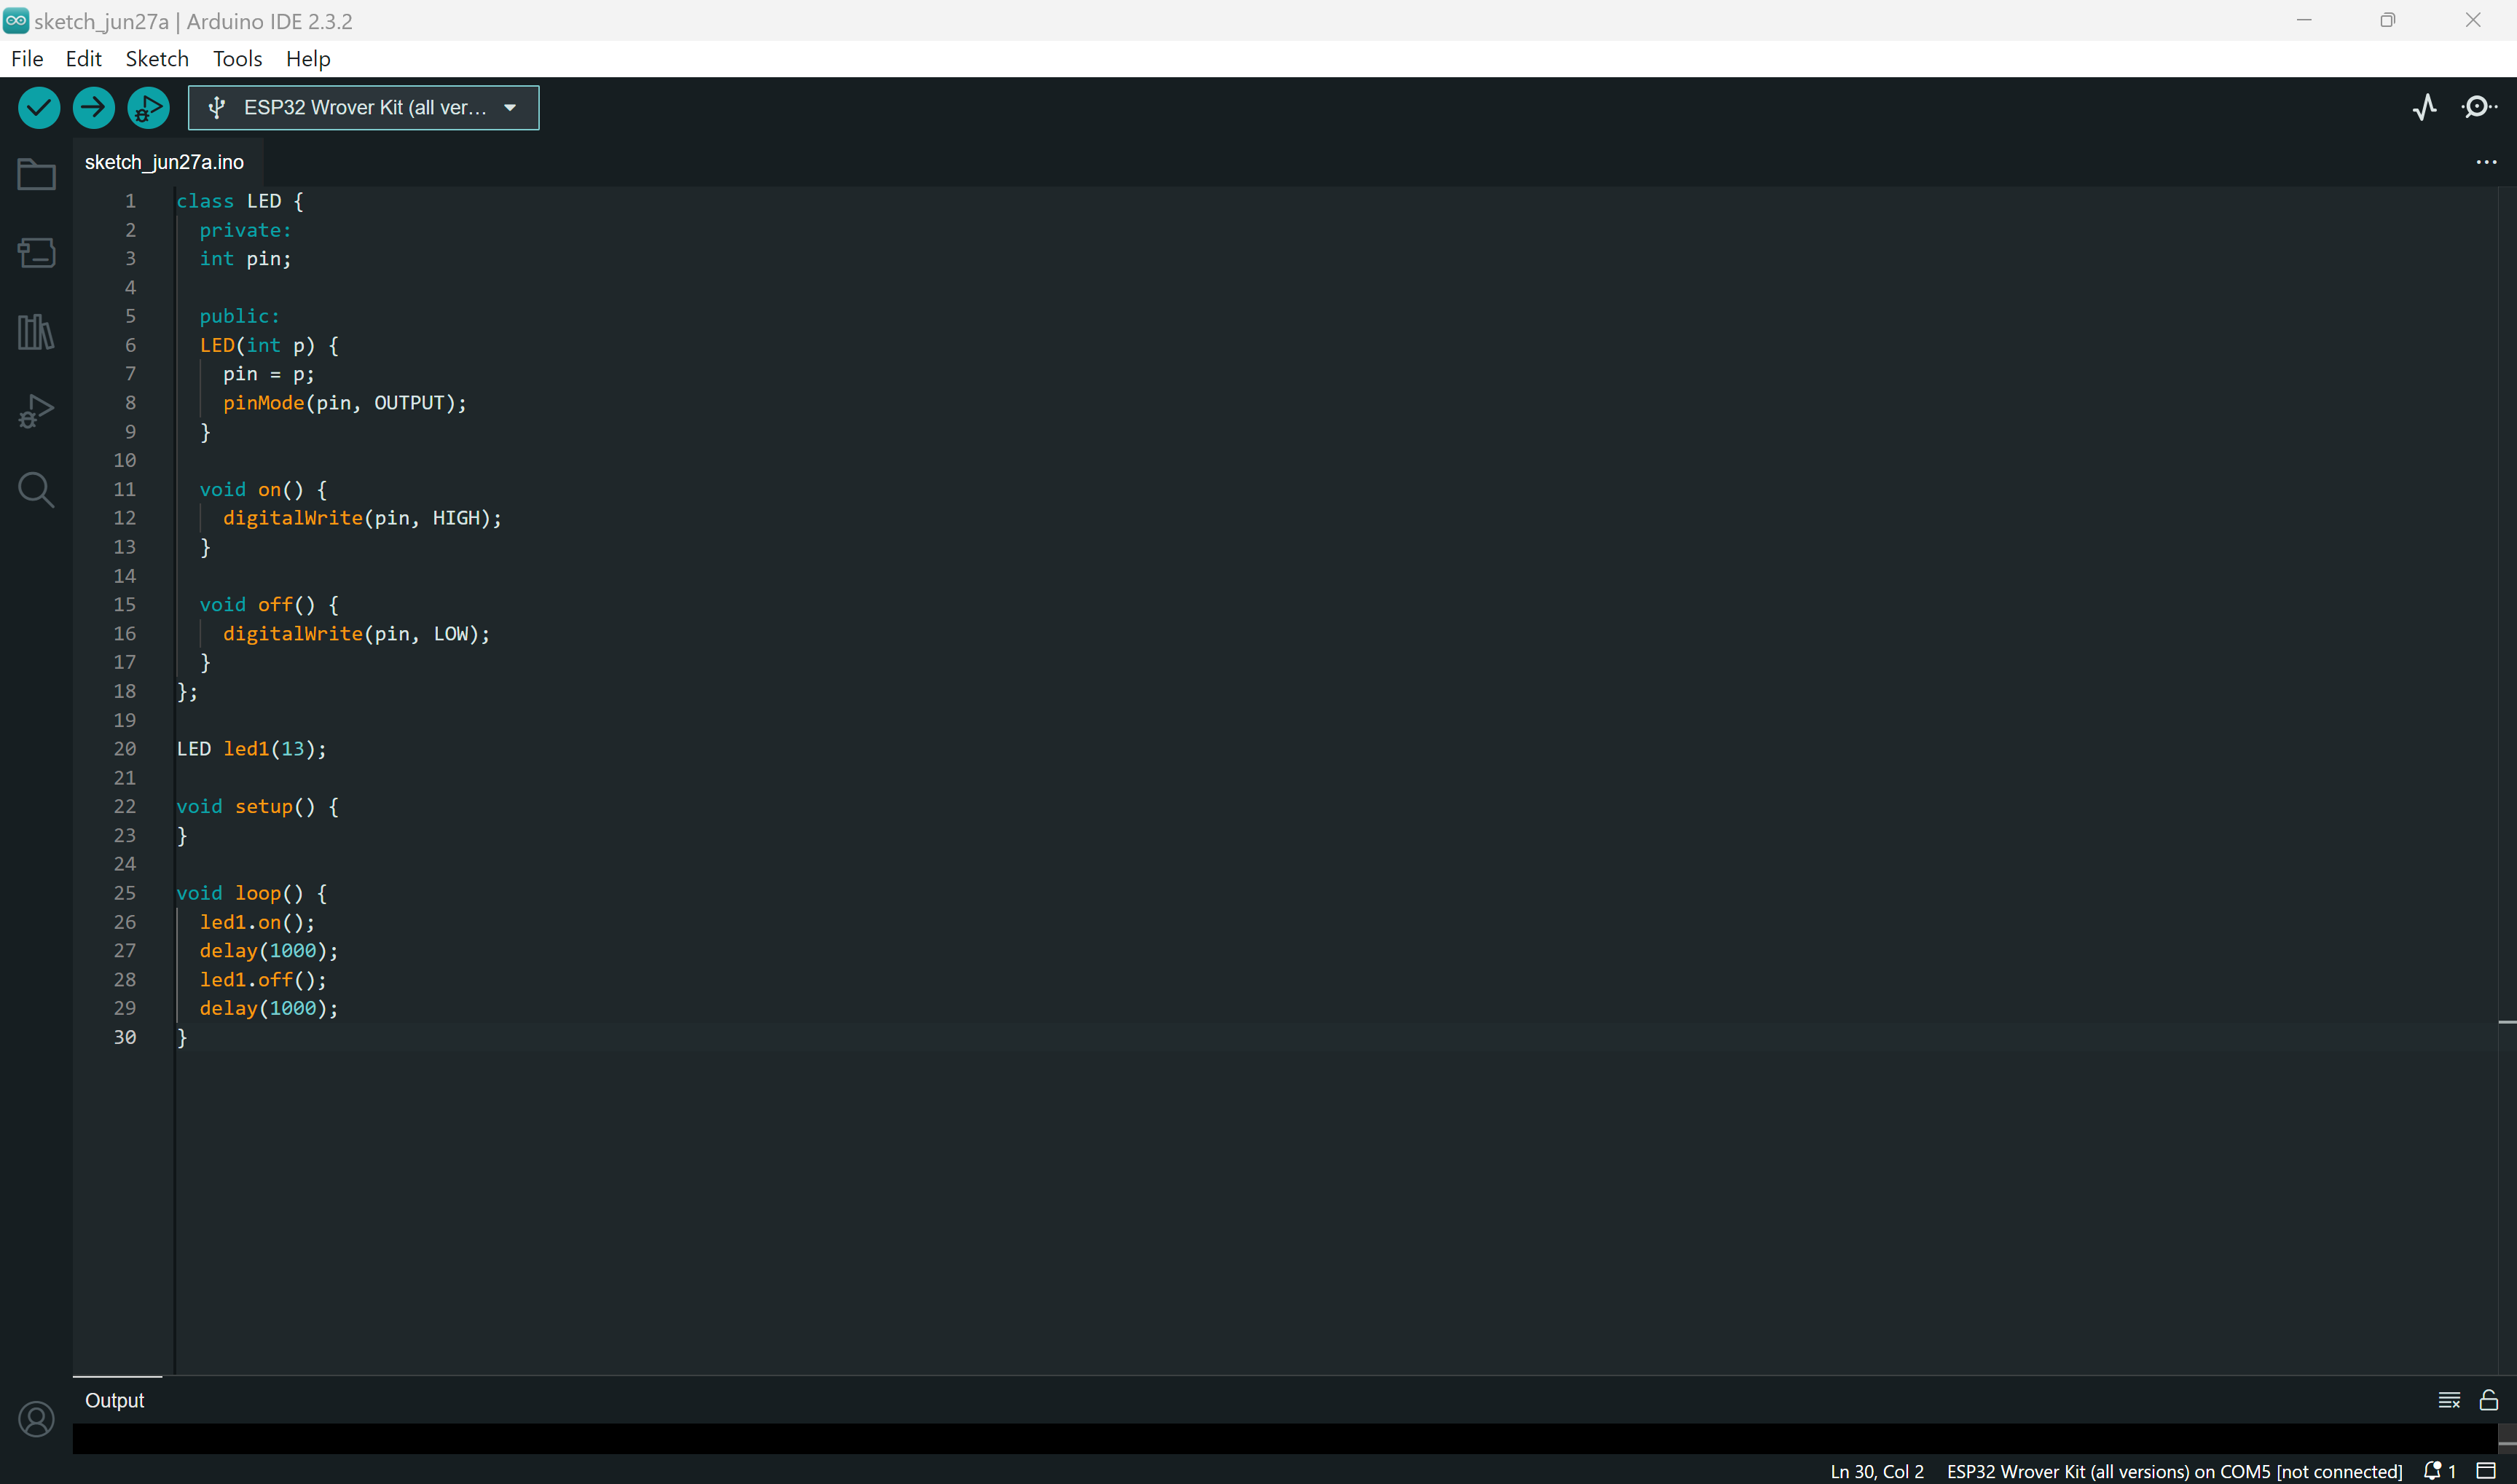 sketch_jun27a | Arduino IDE 2.3.2
File Edit Sketch Tools Help
ESP32 Wrover Kit (all ver...
sketch_jun27a.ino
1 class LED {
2 private:
3 int pin;
4
5 public:
6 LED(int p) {
7 pin = p;
8 pinMode(pin, OUTPUT);
9 }
10
11 void on() {
12 digitalWrite(pin, HIGH);
13 }
14
15 void off() {
16 digitalWrite(pin, LOW);
17 }
18 };
19
20 LED led1(13);
21
22 void setup() {
23 }
24
25 void loop() {
26 led1.on();
27 delay(1000);
28 led1.off();
29 delay(1000);
30 }
Output
Ln 30, Col 2 ESP32 Wrover Kit (all versions) on COM5 [not connected] 1